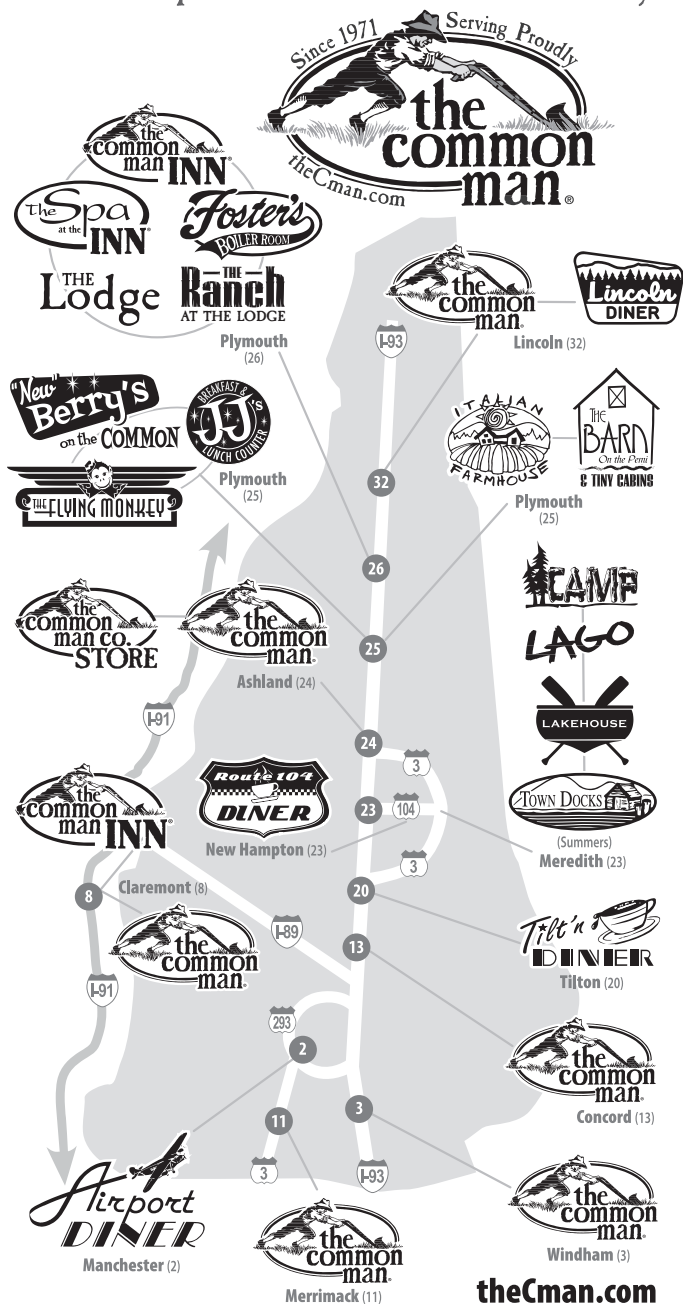 Since 1971
Serving Proudly
the
common
man®
theCman.com
the
common
man INN®
The Spa
at the
INN®
Foster's
BOILER ROOM
THE
Lodge
THE
Ranch
AT THE LODGE
Plymouth
(26)
the
common
man®
Lincoln
DINER
Lincoln (32)
I-93
"New"
Berry's
on the COMMON
BREAKFAST &
JJ's
LUNCH COUNTER
THE FLYING MONKEY
Plymouth
(25)
ITALIAN
FARMHOUSE
THE
BARN
On the Pemi
& TINY CABINS
Plymouth
(25)
32
26
25
the
common
man co.
STORE
the
common
man®
Ashland (24)
CAMP
LAGO
LAKEHOUSE
TOWN DOCKS
(Summers)
Meredith (23)
I-91
24
3
23
104
3
20
Route 104
DINER
New Hampton (23)
the
common
man INN®
Claremont (8)
8
the
common
man®
I-89
13
Tilt'n
DINER
Tilton (20)
I-91
293
2
the
common
man®
Concord (13)
11
3
3
I-93
Airport
DINER
Manchester (2)
the
common
man®
Merrimack (11)
the
common
man®
Windham (3)
theCman.com